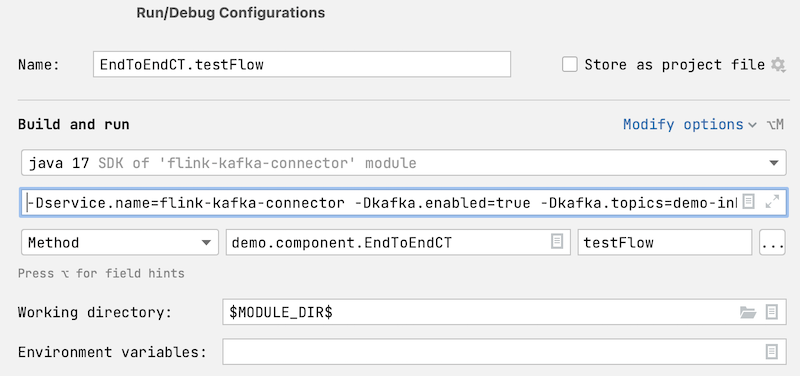 Run/Debug Configurations
Name: EndToEndCT.testFlow Store as project file
Build and run Modify options ⌥M
java 17 SDK of 'flink-kafka-connector' module
-Dservice.name=flink-kafka-connector -Dkafka.enabled=true -Dkafka.topics=demo-in
Method demo.component.EndToEndCT testFlow ...
Press ⌥ for field hints
Working directory: $MODULE_DIR$
Environment variables: